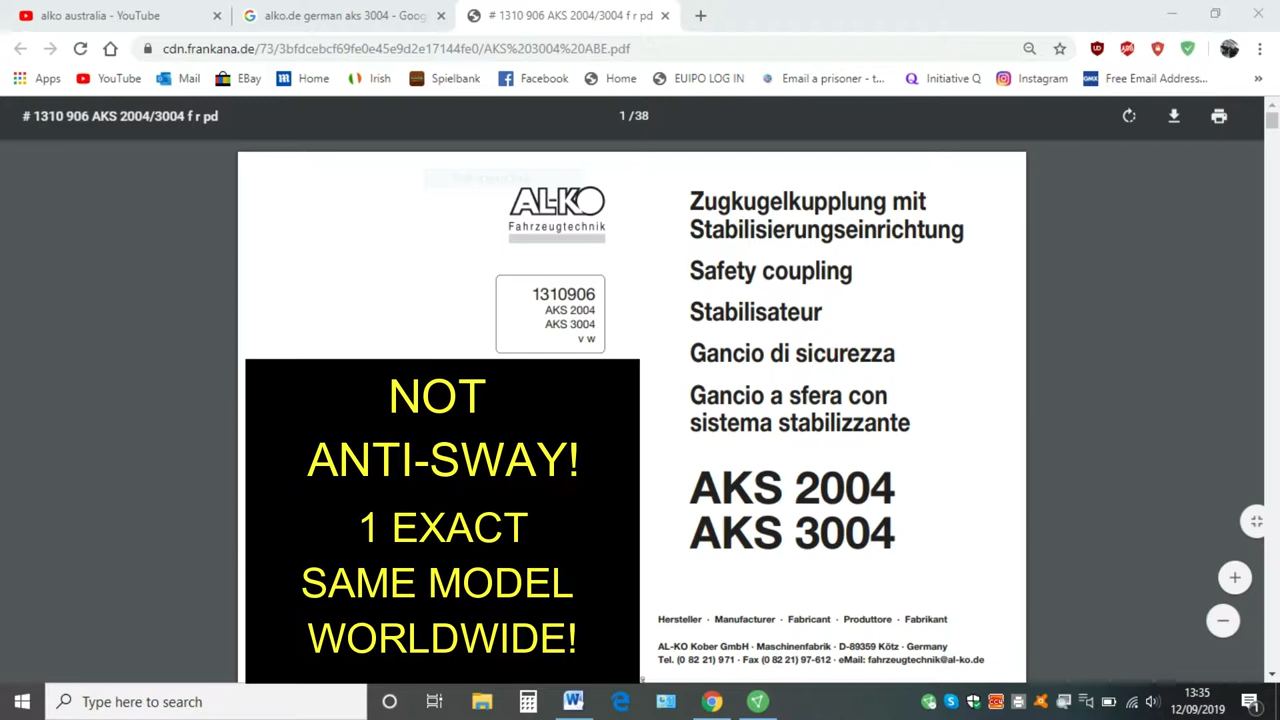 alko australia - YouTube
alko.de german aks 3004 - Goog
# 1310 906 AKS 2004/3004 f r pd
cdn.frankana.de/73/3bfdcebcf69fe0e45e9d2e17144fe0/AKS%203004%20ABE.pdf
Apps
YouTube
Mail
EBay
Home
Irish
Spielbank
Facebook
Home
EUIPO LOG IN
Email a prisoner - t...
Initiative Q
Instagram
Free Email Address...
# 1310 906 AKS 2004/3004 f r pd
1 / 38
AL-KO
Fahrzeugtechnik
1310906
AKS 2004
AKS 3004
v w
NOT
ANTI-SWAY!
1 EXACT
SAME MODEL
WORLDWIDE!
Zugkugelkupplung mit
Stabilisierungseinrichtung
Safety coupling
Stabilisateur
Gancio di sicurezza
Gancio a sfera con
sistema stabilizzante
AKS 2004
AKS 3004
Hersteller · Manufacturer · Fabricant · Produttore · Fabrikant
AL-KO Kober GmbH · Maschinenfabrik · D-89359 Kötz · Germany
Tel. (0 82 21) 971 · Fax (0 82 21) 97-612 · eMail: fahrzeugtechnik@al-ko.de
Type here to search
13:35
12/09/2019